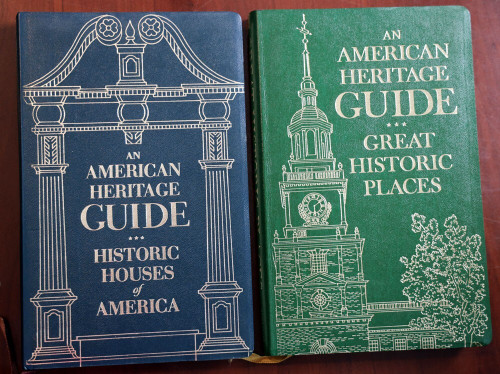 AN
AMERICAN
HERITAGE
GUIDE
***
HISTORIC
HOUSES
of
AMERICA
AN
AMERICAN
HERITAGE
GUIDE
***
GREAT
HISTORIC
PLACES